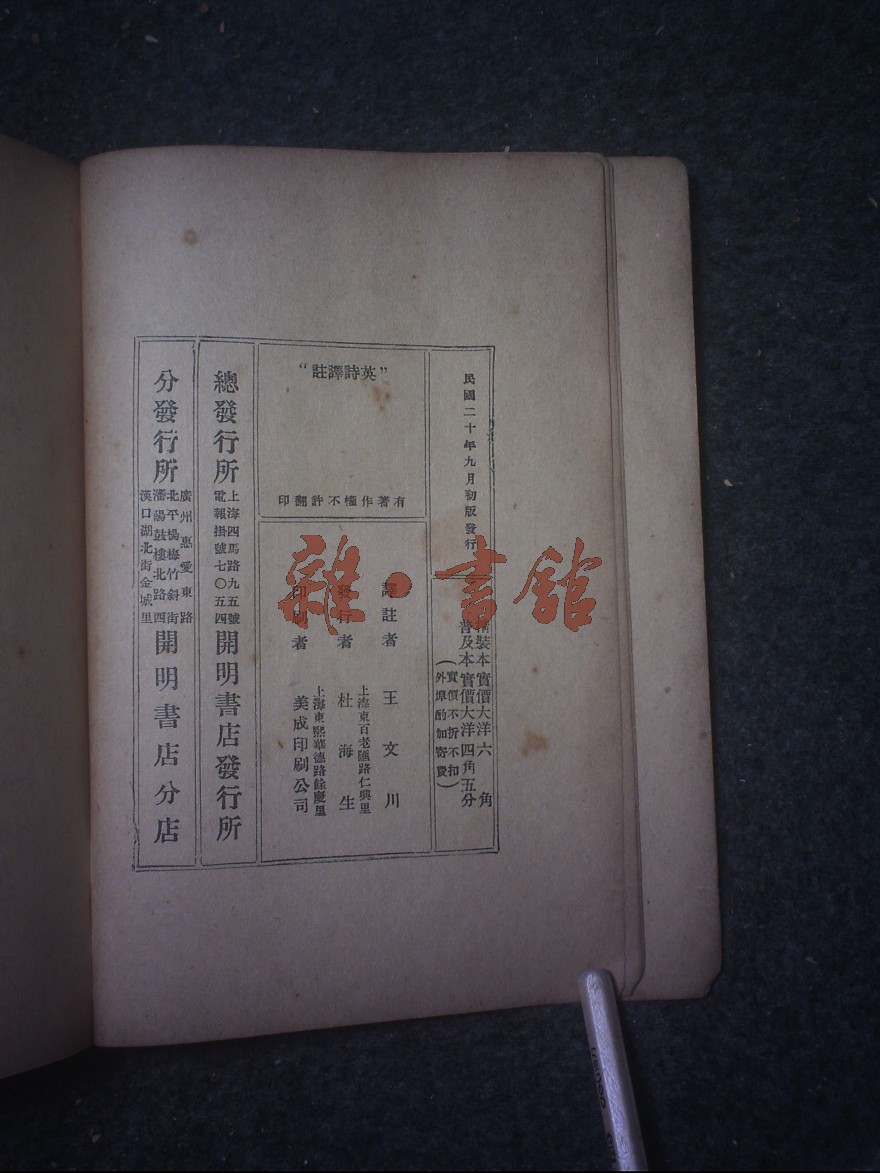 民國二十年九月初版發行
精裝本實價大洋六角
普及本實價大洋四角五分
(實價不折不扣
外埠酌加寄費)
"英詩譯註"
有著作權不許翻印
譯註者 王文川
發行者 杜海生
上海東百老匯路仁興里
印刷者 美成印刷公司
上海東熙華德路餘慶里
總發行所
上海四馬路九五號
電報掛號七〇五四
開明書店發行所
分發行所
廣州惠愛東路
北平楊梅竹斜街
瀋陽鼓樓北路西
漢口湖北街金城里
開明書店分店
雜·書館